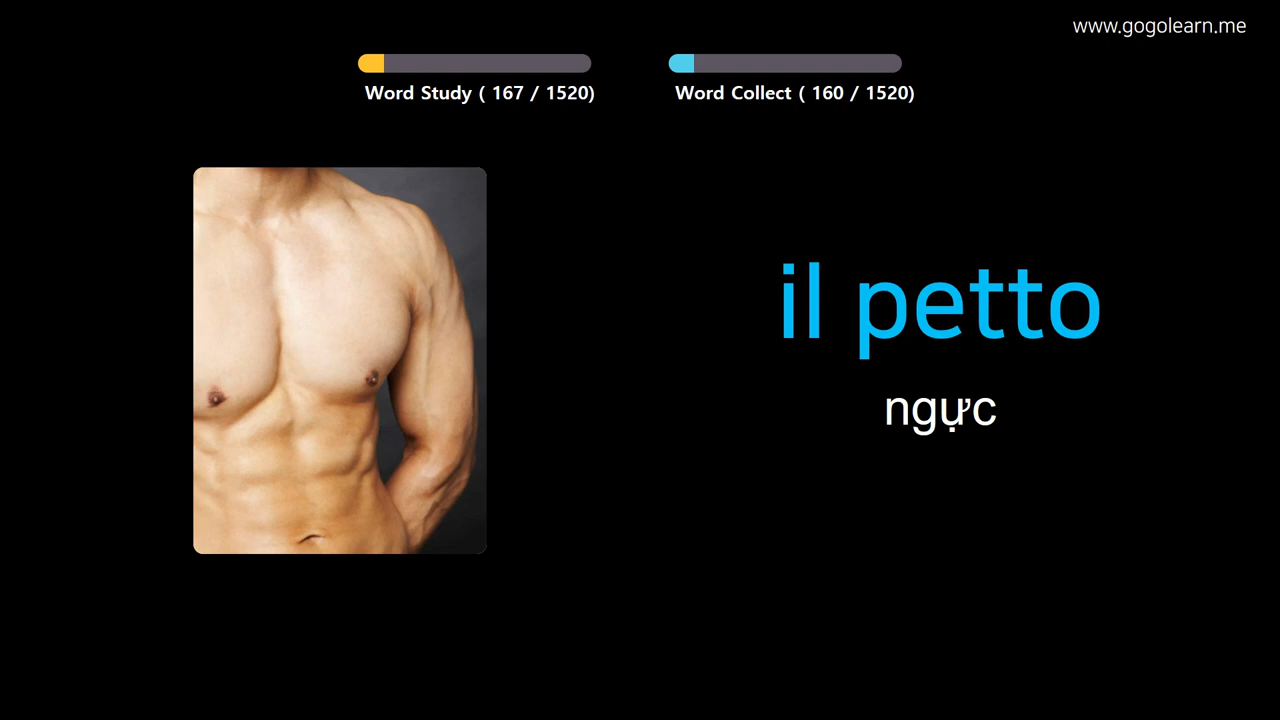 www.gogolearn.me
Word Study ( 167 / 1520)
Word Collect ( 160 / 1520)
il petto
ngực